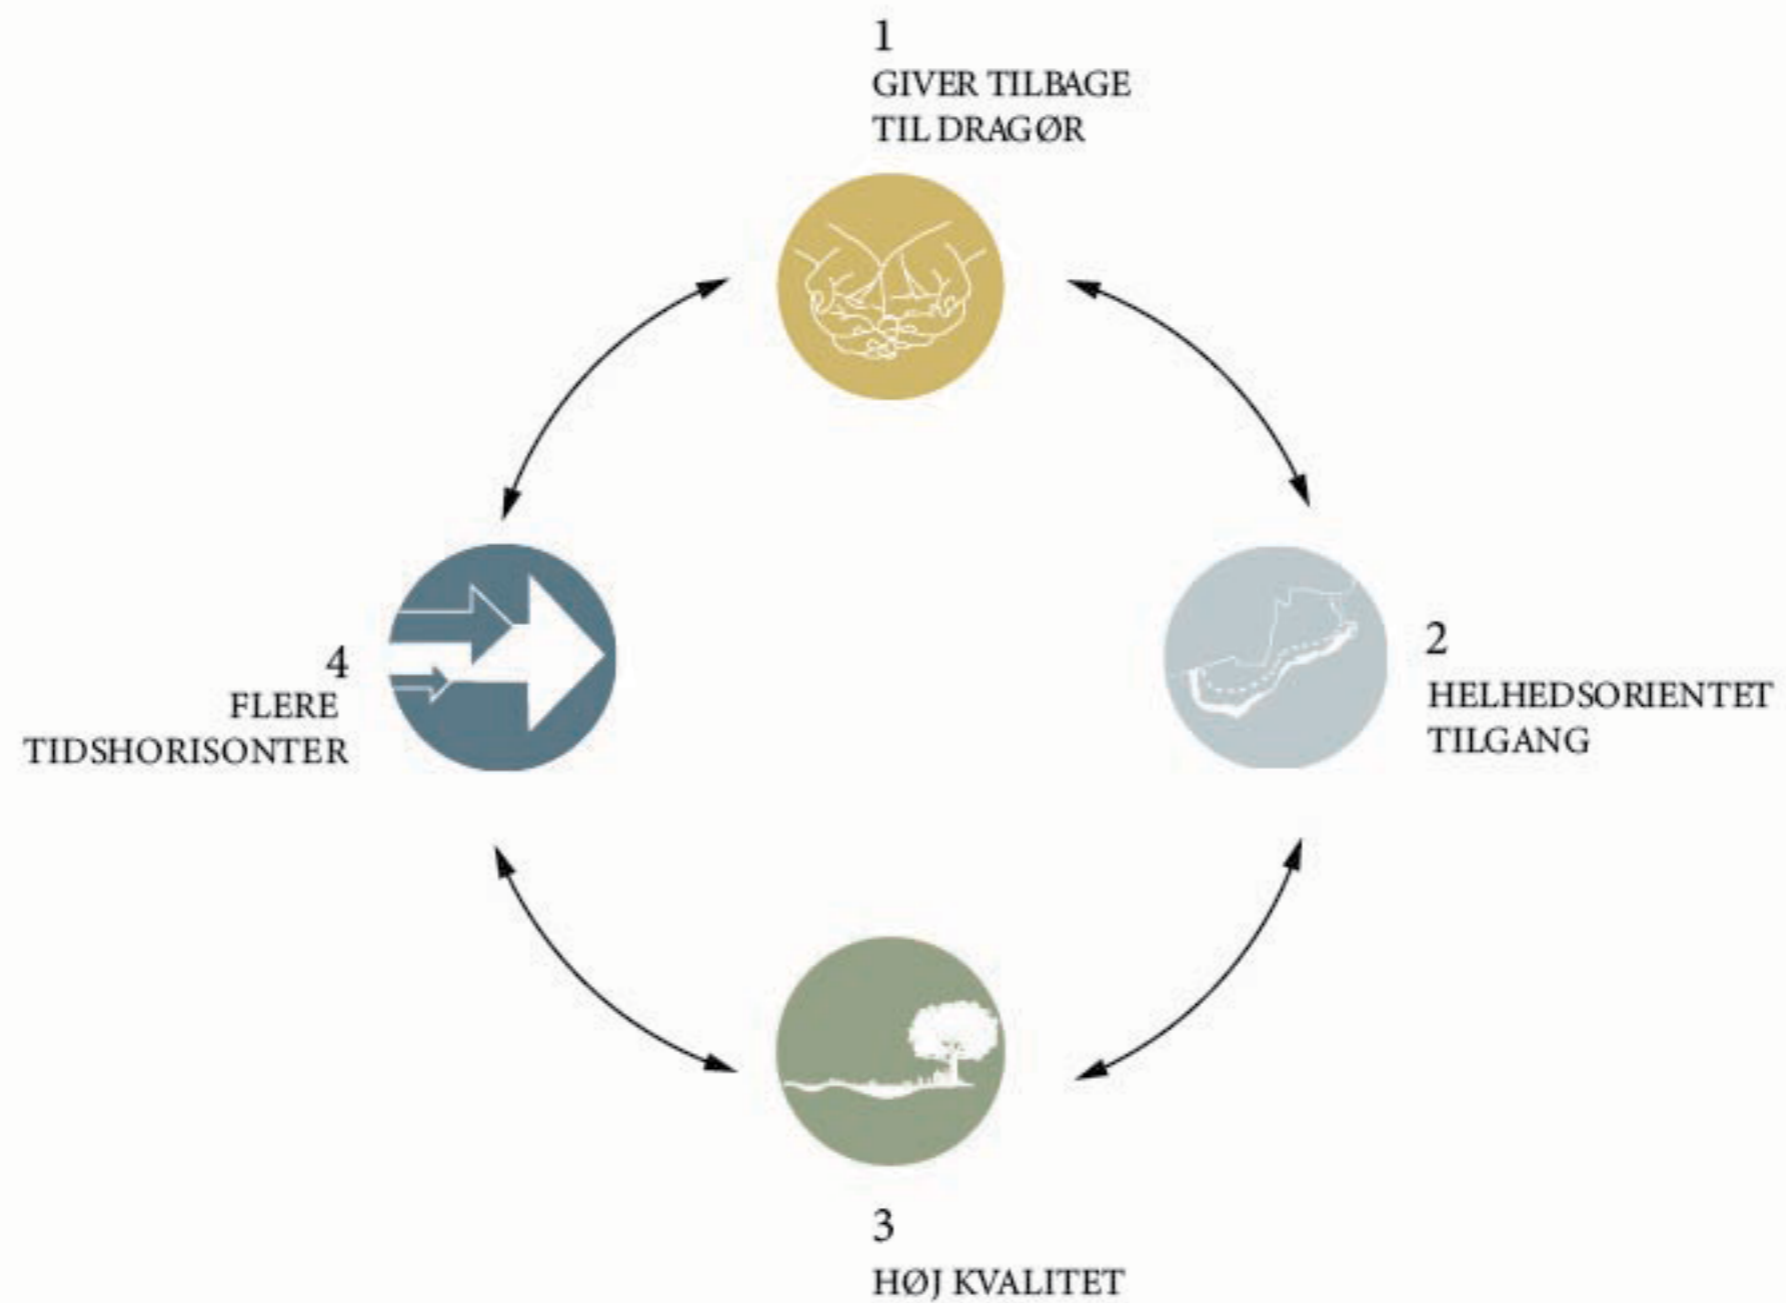 1
GIVER TILBAGE
TIL DRAGØR
2
HELHEDSORIENTET
TILGANG
3
HØJ KVALITET
4
FLERE
TIDSHORISONTER